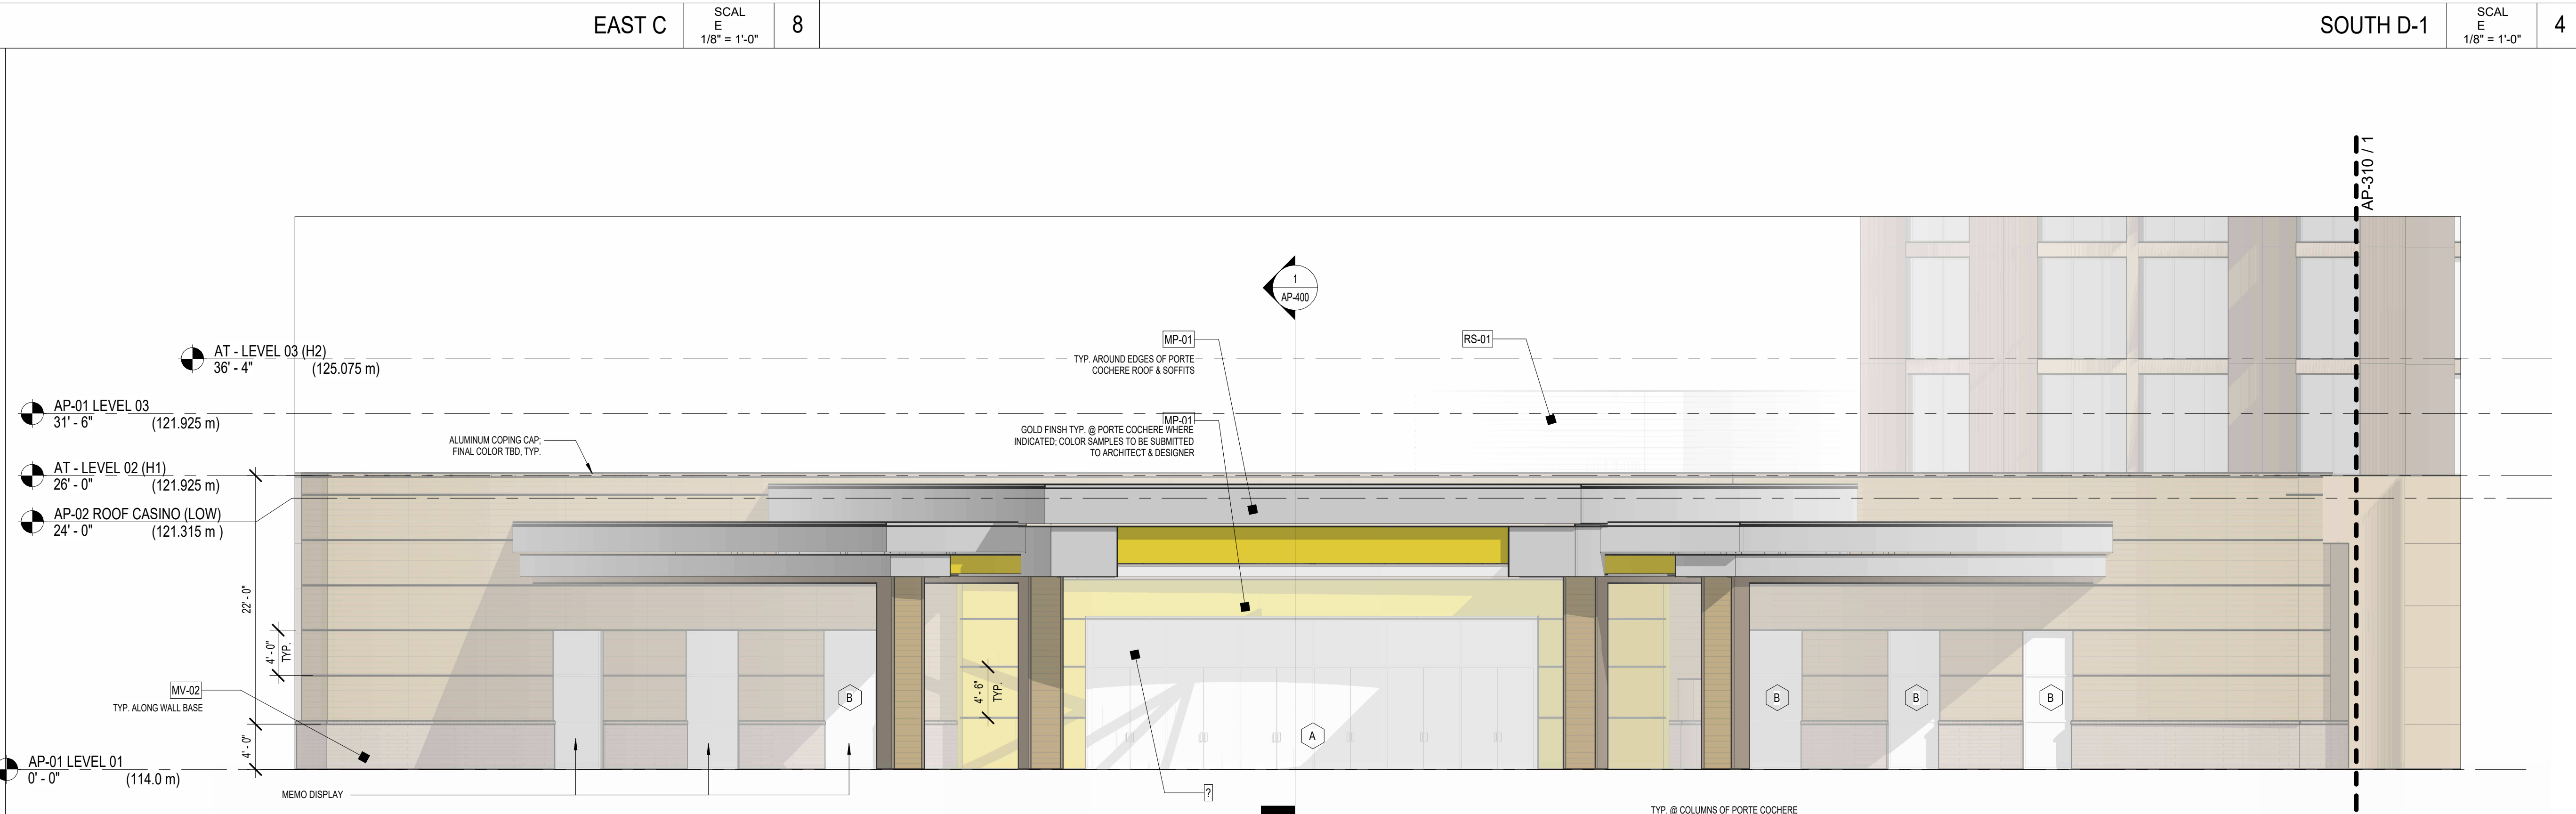 EAST C
SCAL
E
1/8" = 1'-0"
8
SOUTH D-1
SCAL
E
1/8" = 1'-0"
4
AP-310 / 1
1
AP-400
AT - LEVEL 03 (H2)
36' - 4"
(125.075 m)
MP-01
TYP. AROUND EDGES OF PORTE
COCHERE ROOF & SOFFITS
RS-01
AP-01 LEVEL 03
31' - 6"
(121.925 m)
MP-01
GOLD FINSH TYP. @ PORTE COCHERE WHERE
INDICATED; COLOR SAMPLES TO BE SUBMITTED
TO ARCHITECT & DESIGNER
ALUMINUM COPING CAP;
FINAL COLOR TBD, TYP.
AT - LEVEL 02 (H1)
26' - 0"
(121.925 m)
AP-02 ROOF CASINO (LOW)
24' - 0"
(121.315 m )
22' - 0"
4' - 0"
TYP.
4' - 6"
TYP.
MV-02
TYP. ALONG WALL BASE
B
B
B
B
A
4' - 0"
AP-01 LEVEL 01
0' - 0"
(114.0 m)
MEMO DISPLAY
?
TYP. @ COLUMNS OF PORTE COCHERE